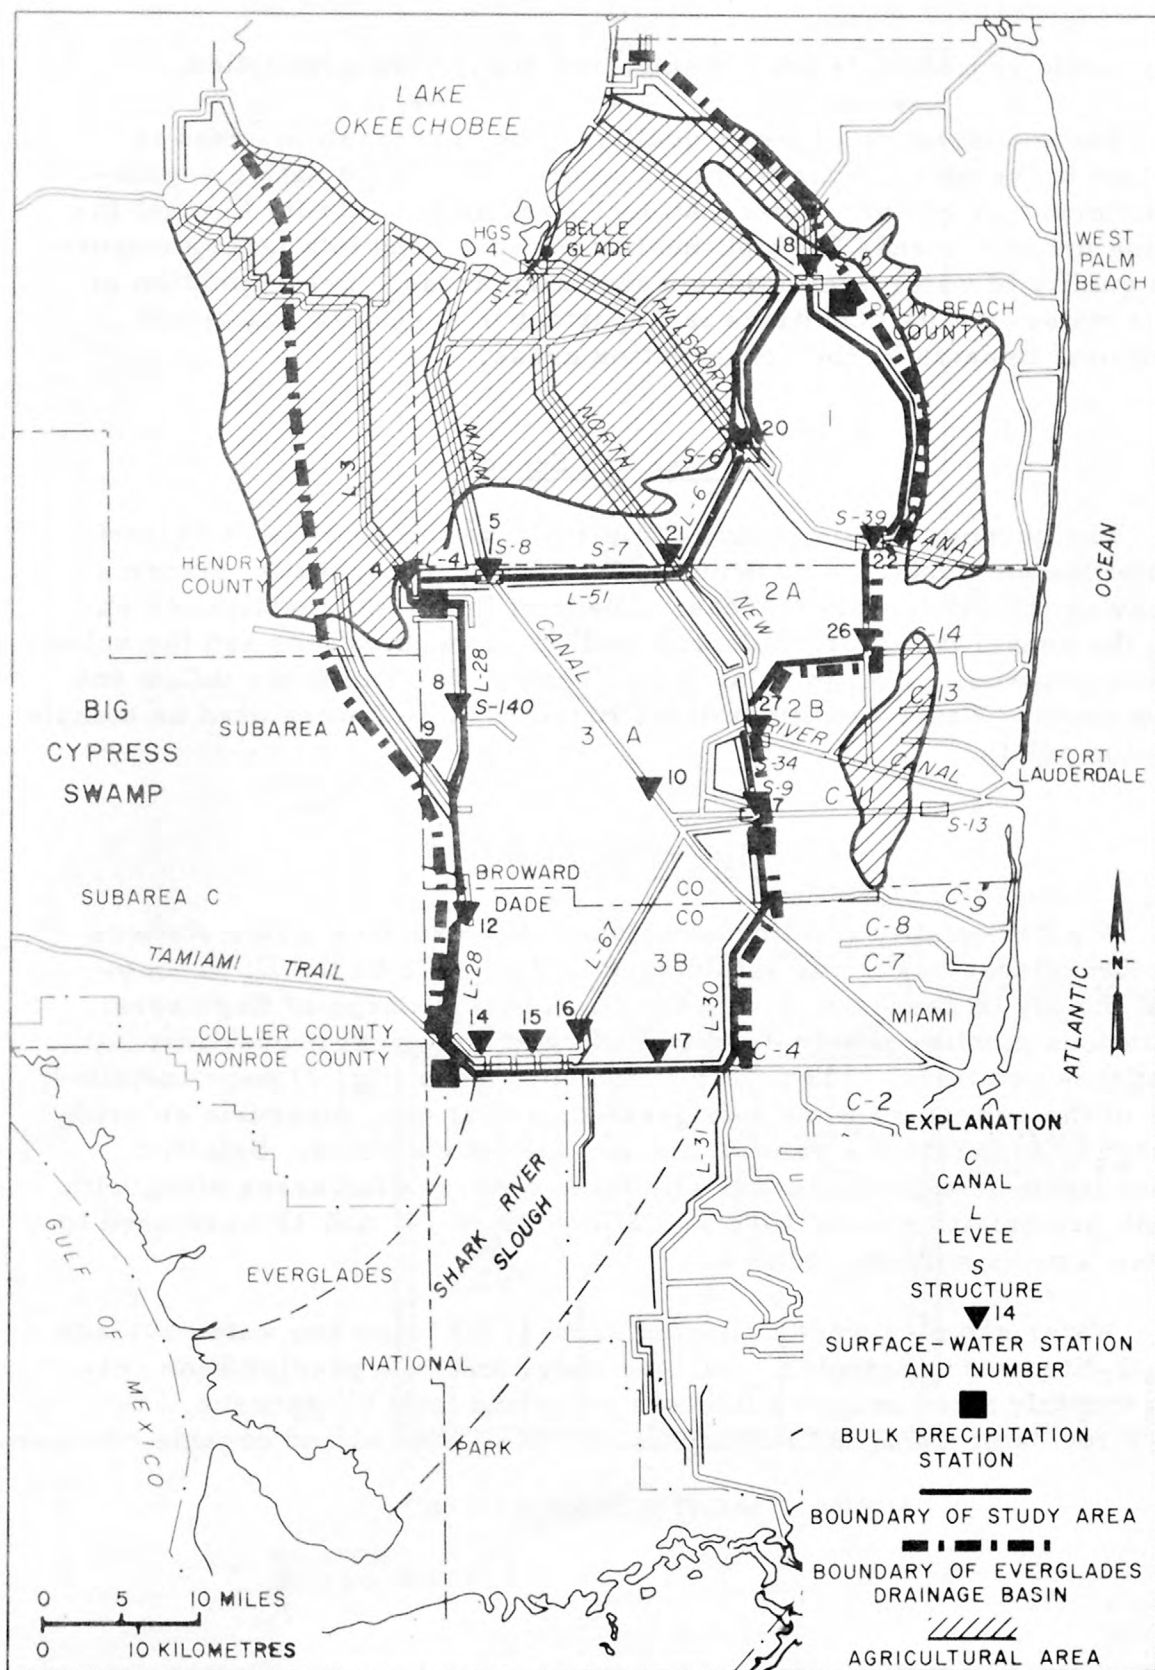 LAKE
OKEECHOBEE
HGS
4
BELLE
GLADE
S-2
18
5
WEST
PALM
BEACH
PALM BEACH
COUNTY
HILLSBORO
1
20
S-6
MIAMI
NORTH
L-3
L-6
5
S-8
S-7
21
S-39
22
CANAL
HENDRY
COUNTY
4
L-4
L-51
2 A
NEW
26
C-14
OCEAN
CANAL
L-28
8
S-140
9
BIG
CYPRESS
SWAMP
SUBAREA A
3 A
27
2 B
RIVER
C-13
S-34
CANAL
10
S-9
7
C-11
S-13
FORT
LAUDERDALE
SUBAREA C
BROWARD
DADE
CO
CO
12
C-9
C-8
C-7
TAMIAMI TRAIL
L-28
L-67
3B
L-30
MIAMI
ATLANTIC
N
COLLIER COUNTY
MONROE COUNTY
14
15
16
17
C-4
C-2
L-31
SHARK RIVER
SLOUGH
GULF OF MEXICO
EVERGLADES
NATIONAL
PARK
EXPLANATION
C
CANAL
L
LEVEE
S
STRUCTURE
14
SURFACE-WATER STATION
AND NUMBER
BULK PRECIPITATION
STATION
BOUNDARY OF STUDY AREA
BOUNDARY OF EVERGLADES
DRAINAGE BASIN
AGRICULTURAL AREA
0 5 10 MILES
0 10 KILOMETRES